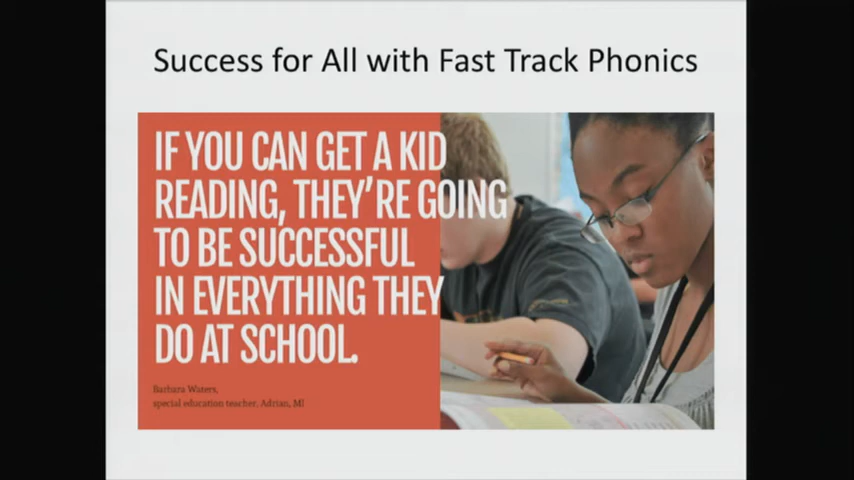 Success for All with Fast Track Phonics
IF YOU CAN GET A KID
READING, THEY'RE GOING
TO BE SUCCESSFUL
IN EVERYTHING THEY
DO AT SCHOOL.
Barbara Waters,
special education teacher, Adrian, MI